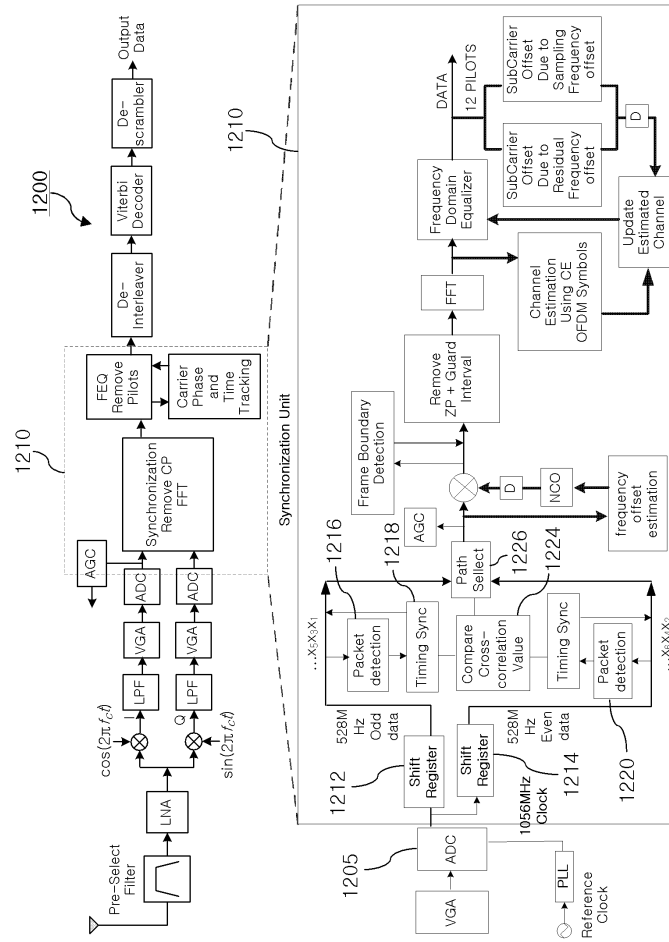 1200
1210
Pre-Select
Filter
LNA
cos(2π f_c t)
sin(2π f_c t)
I
Q
LPF
LPF
VGA
VGA
ADC
ADC
AGC
Synchronization
Remove CP
FFT
FEQ
Remove
Pilots
Carrier
Phase
and
Time
Tracking
De-
Interleaver
Viterbi
Decoder
De-
scrambler
Output
Data
Synchronization Unit
1210
1205
VGA
ADC
PLL
Reference
Clock
1212
Shift
Register
Shift
Register
1214
1056MHz
Clock
528M
Hz
Odd
data
528M
Hz
Even
data
...X5X3X1
1216
Packet
detection
1218
Timing Sync
Compare
Cross-
correlation
Value
1224
Timing Sync
Packet
detection
1220
...X6X4X2
Path
Sellect
1226
AGC
Frame Boundary
Detection
D
NCO
frequency
offset
estimation
Remove
ZP + Guard
Interval
FFT
Frequency
Domain
Equalizer
Channel
Estimation
Using CE
OFDM Symbols
Update
Estimated
Channel
DATA
12 PILOTS
SubCarrier
Offset
Due to
Residual
Frequency
offset
SubCarrier
Offset
Due to
Sampling
Frequency
offset
D